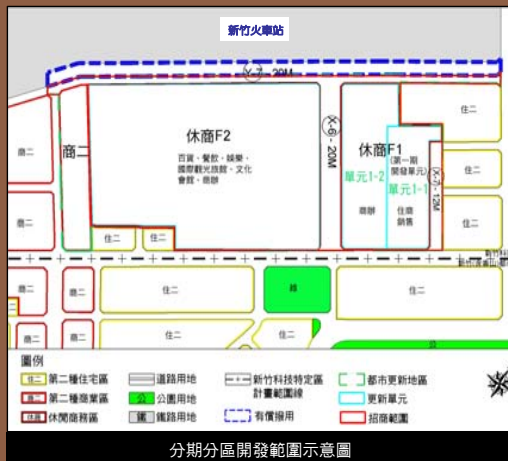 新竹火車站
Y-7-20M
商二
商二
休商F2
百貨、餐飲、娛樂、
國際觀光旅館、文化
會館、商辦
X-6-20M
休商F1
(第一期
開發單元)
單元1-2
單元1-1
商辦
住商
銷售
X-7-12M
住二
住二
住二
商二
住二
住二
商二
商二
住二
綠
住二
商二
商二
住二
住二
公
圖例
住二 第二種住宅區
道路用地
新竹科技特定區
計畫範圍線
都市更新地區
商二 第二種商業區
公 公園用地
更新單元
休商 休閒商務區
鐵 鐵路用地
有償撥用
招商範圍
分期分區開發範圍示意圖